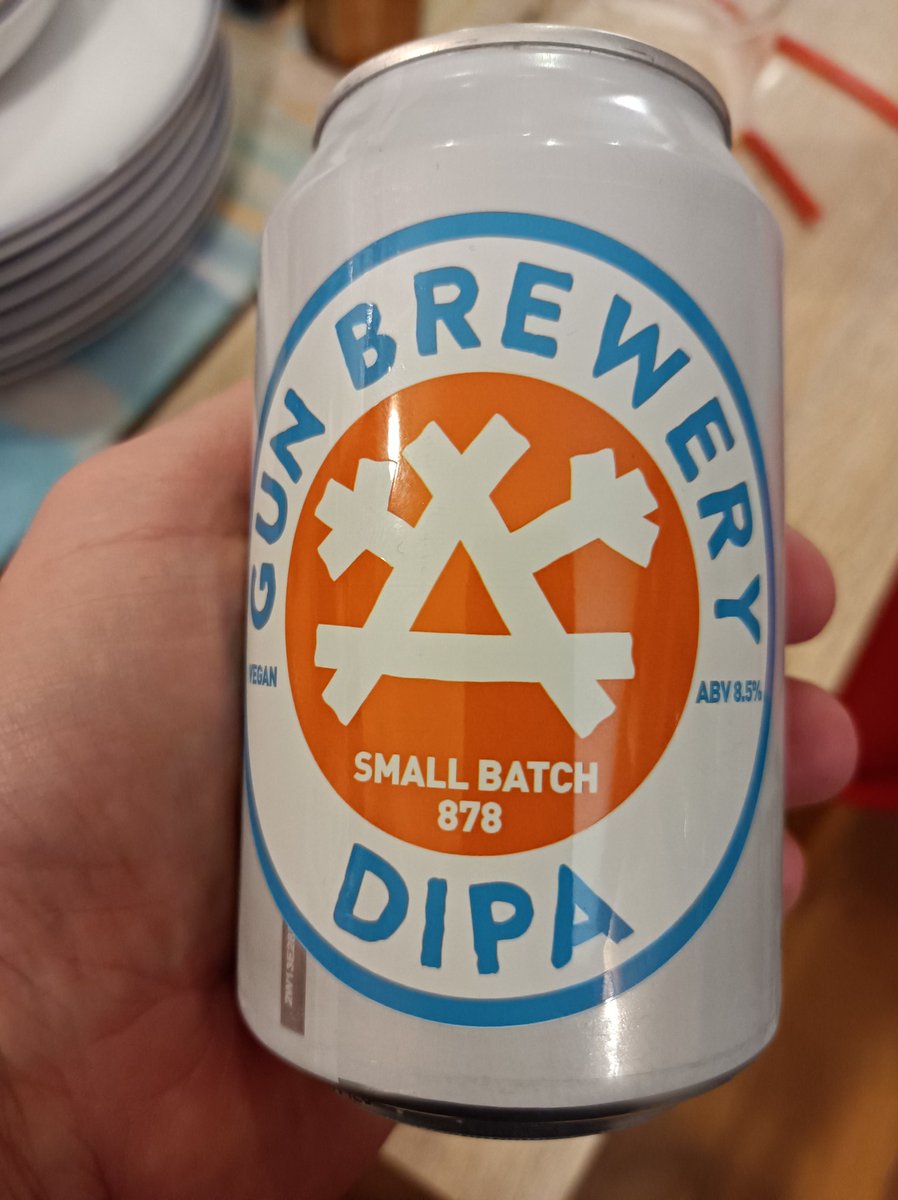 GUN BREWERY
VEGAN
ABV 8.5%
SMALL BATCH
878
DIPA